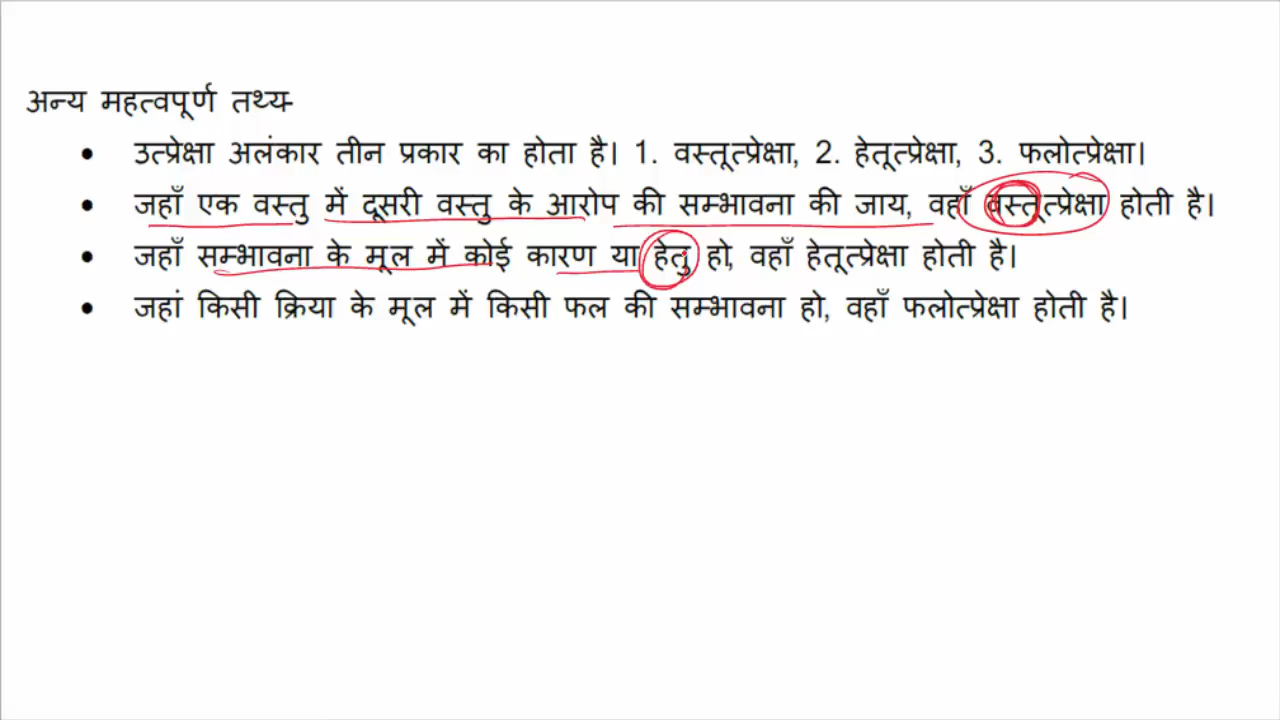 अन्य महत्वपूर्ण तथ्य-
• उत्प्रेक्षा अलंकार तीन प्रकार का होता है। 1. वस्तूत्प्रेक्षा, 2. हेतूत्प्रेक्षा, 3. फलोत्प्रेक्षा।
• जहाँ एक वस्तु में दूसरी वस्तु के आरोप की सम्भावना की जाय, वहाँ वस्तूत्प्रेक्षा होती है।
• जहाँ सम्भावना के मूल में कोई कारण या हेतु हो, वहाँ हेतूत्प्रेक्षा होती है।
• जहां किसी क्रिया के मूल में किसी फल की सम्भावना हो, वहाँ फलोत्प्रेक्षा होती है।